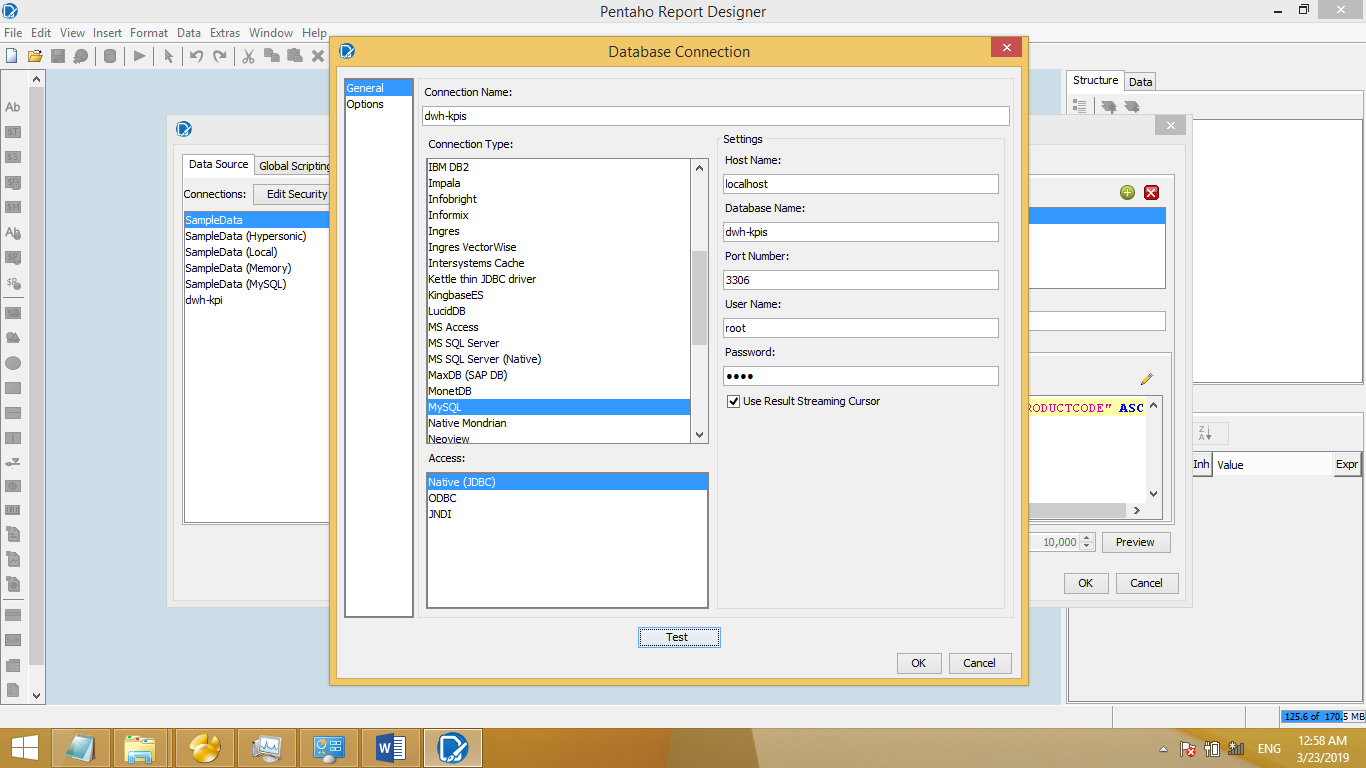 Pentaho Report Designer
File Edit View Insert Format Data Extras Window Help
Database Connection
General
Options
Connection Name:
dwh-kpis
Connection Type:
IBM DB2
Impala
Infobright
Informix
Ingres
Ingres VectorWise
Intersystems Cache
Kettle thin JDBC driver
KingbaseES
LucidDB
MS Access
MS SQL Server
MS SQL Server (Native)
MaxDB (SAP DB)
MonetDB
MySQL
Native Mondrian
Neoview
Access:
Native (JDBC)
ODBC
JNDI
Settings
Host Name:
localhost
Database Name:
dwh-kpis
Port Number:
3306
User Name:
root
Password:
••••
Use Result Streaming Cursor
Test
OK Cancel
Data Source Global Scripting
Connections: Edit Security
SampleData
SampleData (Hypersonic)
SampleData (Local)
SampleData (Memory)
SampleData (MySQL)
dwh-kpi
RODUCTCODE" ASC
10,000 Preview
OK Cancel
Structure Data
Inh Value Expr
125.6 of 170.5 MB
ENG
12:58 AM
3/23/2019